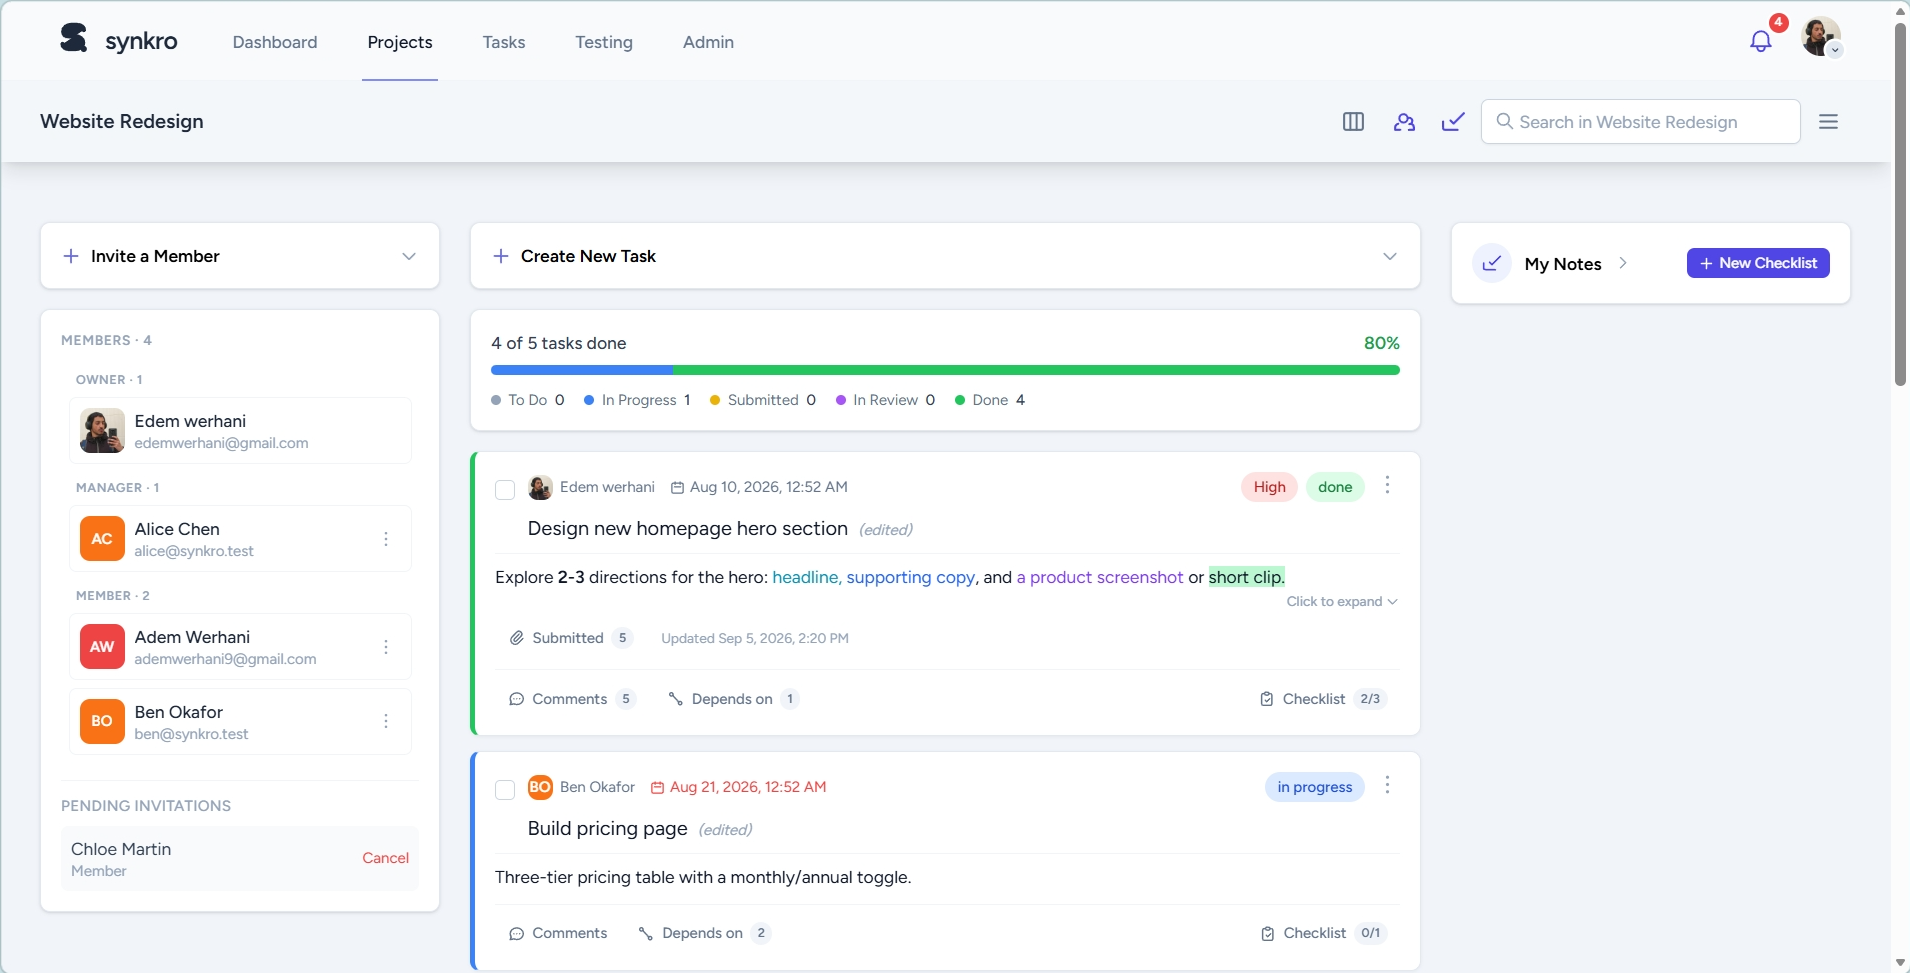 synkro
Dashboard
Projects
Tasks
Testing
Admin
4
Website Redesign
Search in Website Redesign
Invite a Member
MEMBERS · 4
OWNER · 1
Edem werhani
edemwerhani@gmail.com
MANAGER · 1
AC
Alice Chen
alice@synkro.test
MEMBER · 2
AW
Adem Werhani
ademwerhani9@gmail.com
BO
Ben Okafor
ben@synkro.test
PENDING INVITATIONS
Chloe Martin
Member
Cancel
Create New Task
4 of 5 tasks done
80%
To Do 0
In Progress 1
Submitted 0
In Review 0
Done 4
Edem werhani
Aug 10, 2026, 12:52 AM
High
done
Design new homepage hero section (edited)
Explore 2-3 directions for the hero: headline, supporting copy, and a product screenshot or short clip.
Click to expand
Submitted 5
Updated Sep 5, 2026, 2:20 PM
Comments 5
Depends on 1
Checklist 2/3
BO
Ben Okafor
Aug 21, 2026, 12:52 AM
in progress
Build pricing page (edited)
Three-tier pricing table with a monthly/annual toggle.
Comments
Depends on 2
Checklist 0/1
My Notes
+ New Checklist